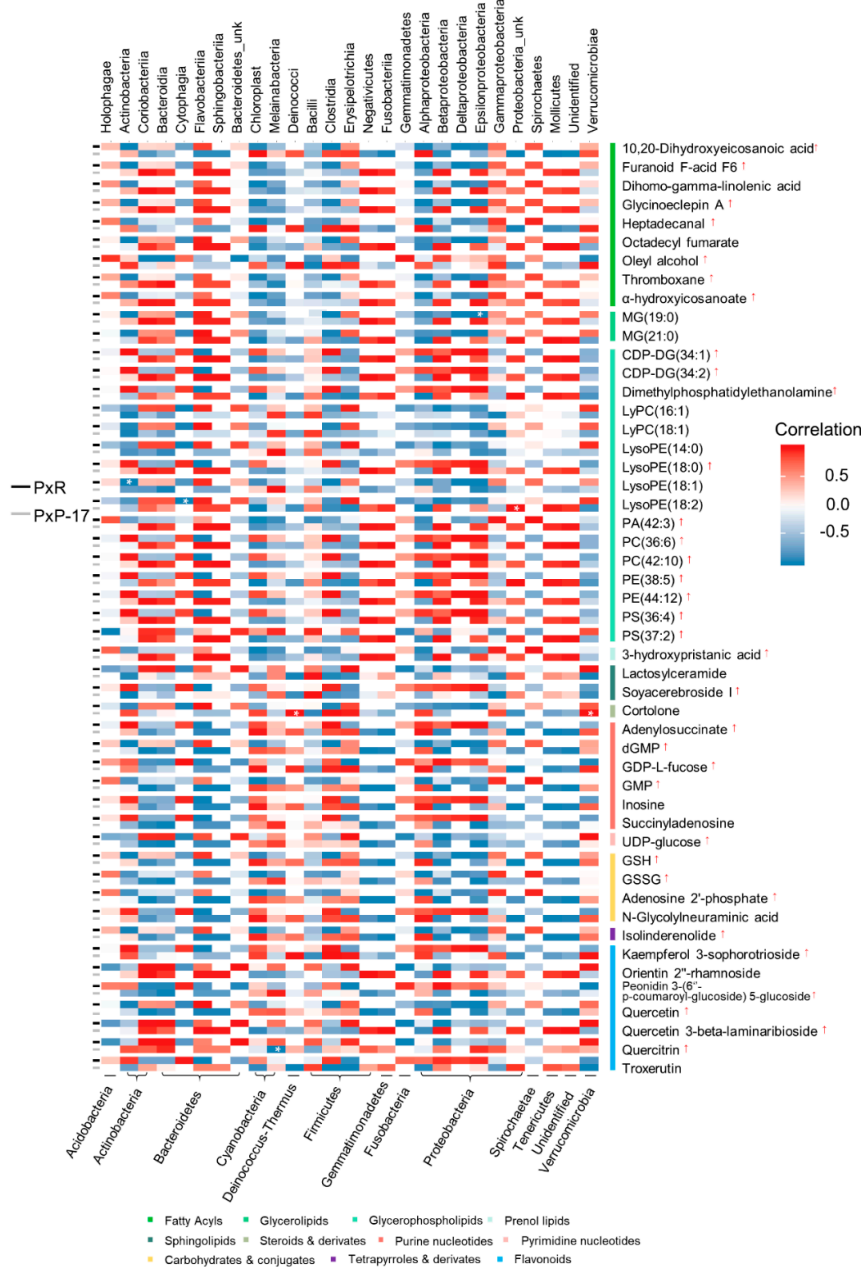 Holophagae
Actinobacteria
Coriobacteriia
Bacteroidia
Cytophagia
Flavobacteriia
Sphingobacteriia
Bacteroidetes_unk
Chloroplast
Melainabacteria
Deinococci
Bacilli
Clostridia
Erysipelotrichia
Negativicutes
Fusobacteriia
Gemmatimonadetes
Alphaproteobacteria
Betaproteobacteria
Deltaproteobacteria
Epsilonproteobacteria
Gammaproteobacteria
Proteobacteria_unk
Spirochaetes
Mollicutes
Unidentified
Verrucomicrobiae
10,20-Dihydroxyeicosanoic acid↑
Furanoid F-acid F6 ↑
Dihomo-gamma-linolenic acid
Glycinoeclepin A ↑
Heptadecanal ↑
Octadecyl fumarate
Oleyl alcohol ↑
Thromboxane ↑
α-hydroxyicosanoate ↑
MG(19:0)
MG(21:0)
CDP-DG(34:1) ↑
CDP-DG(34:2) ↑
Dimethylphosphatidylethanolamine↑
LyPC(16:1)
LyPC(18:1)
LysoPE(14:0)
LysoPE(18:0) ↑
LysoPE(18:1)
LysoPE(18:2)
PA(42:3) ↑
PC(36:6) ↑
PC(42:10) ↑
PE(38:5) ↑
PE(44:12) ↑
PS(36:4) ↑
PS(37:2) ↑
3-hydroxypristanic acid ↑
Lactosylceramide
Soyacerebroside I ↑
Cortolone
Adenylosuccinate ↑
dGMP ↑
GDP-L-fucose ↑
GMP ↑
Inosine
Succinyladenosine
UDP-glucose ↑
GSH ↑
GSSG ↑
Adenosine 2'-phosphate ↑
N-Glycolylneuraminic acid
Isolinderenolide ↑
Kaempferol 3-sophorotrioside ↑
Orientin 2"-rhamnoside
Peonidin 3-(6"-
p-coumaroyl-glucoside) 5-glucoside↑
Quercetin ↑
Quercetin 3-beta-laminaribioside ↑
Quercitrin ↑
Troxerutin
PxR
PxP-17
Correlation
0.5
0.0
-0.5
Acidobacteria
Actinobacteria
Bacteroidetes
Cyanobacteria
Deinococcus-Thermus
Firmicutes
Gemmatimonadetes
Fusobacteria
Proteobacteria
Spirochaetae
Tenericutes
Unidentified
Verrucomicrobia
Fatty Acyls Glycerolipids Glycerophospholipids Prenol lipids
Sphingolipids Steroids & derivates Purine nucleotides Pyrimidine nucleotides
Carbohydrates & conjugates Tetrapyrroles & derivates Flavonoids